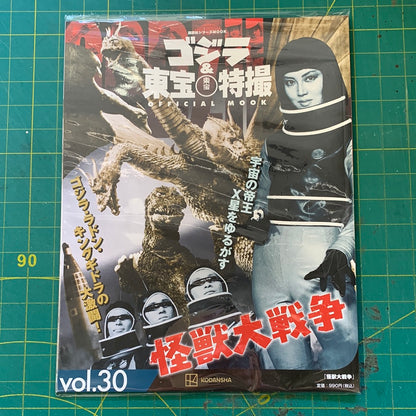 講談社シリーズMOOK
ゴジラ
&
東宝 特撮
OFFICIAL MOOK
宇宙の帝王
X星をゆるがす
ゴジラ・ラドン・ギドラの
キング 大激闘!
怪獣大戦争
vol.30
KODANSHA
「怪獣大戦争」
定価:990円(税込)
90